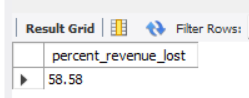 Result Grid Filter Rows:
percent_revenue_lost
58.58